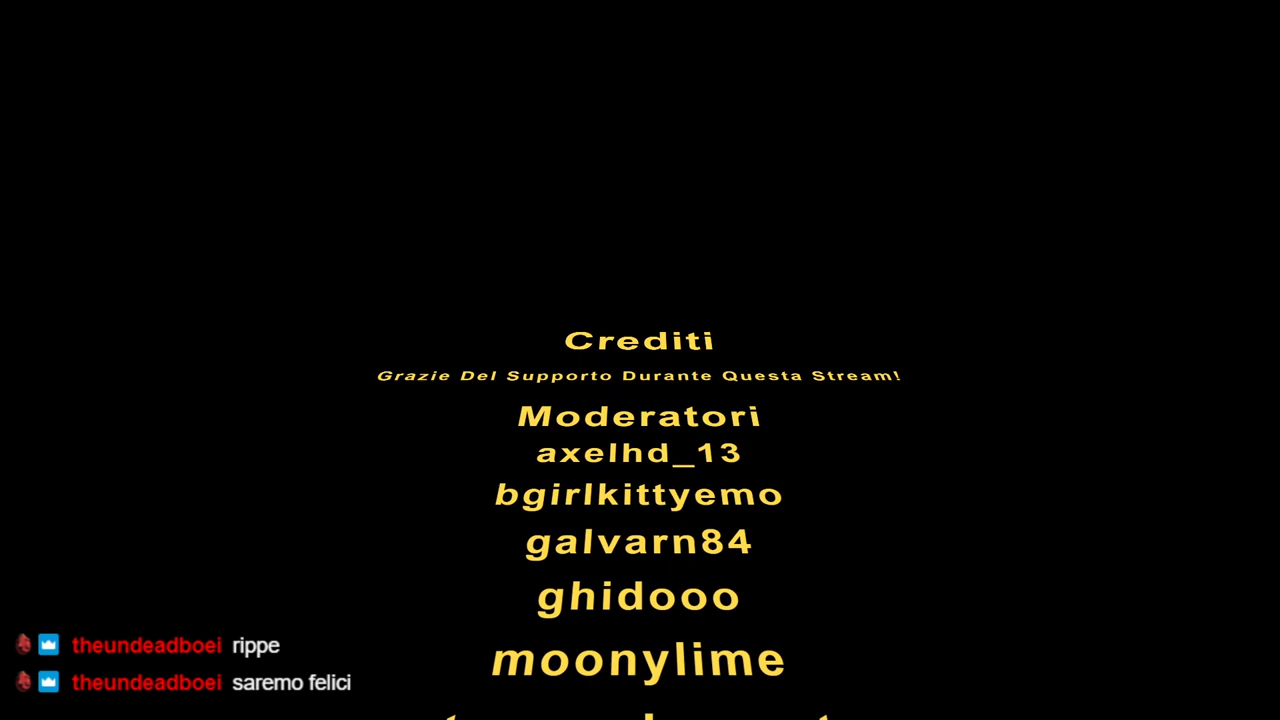 Crediti
Grazie Del Supporto Durante Questa Stream!
Moderatori
axelhd_13
bgirlkittyemo
galvarn84
ghidooo
moonylime
theundeadboei rippe
theundeadboei saremo felici